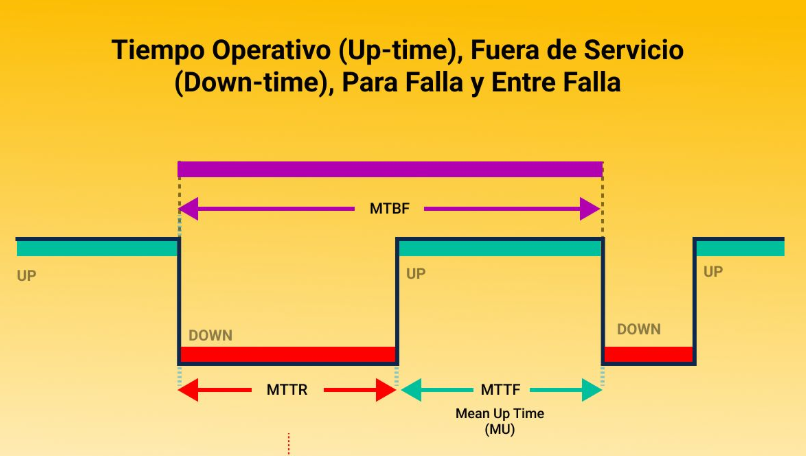 Tiempo Operativo (Up-time), Fuera de Servicio
(Down-time), Para Falla y Entre Falla
MTBF
UP
UP
UP
DOWN
DOWN
MTTR
MTTF
Mean Up Time
(MU)